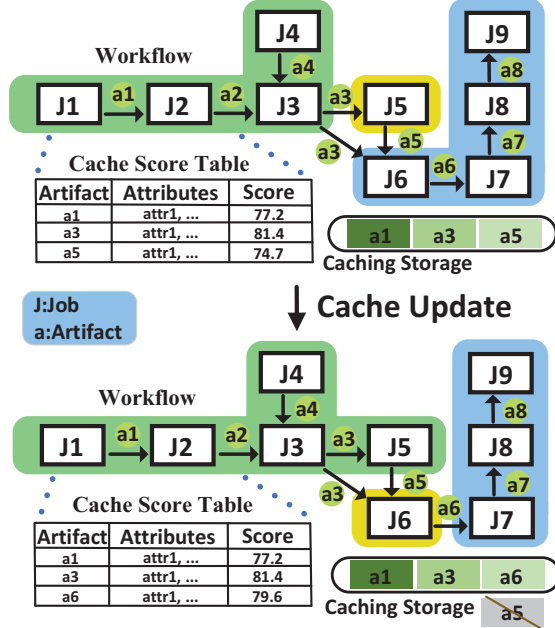 J4
J9
Workflow
a4
a8
J1
a1
J2
a2
J3
a3
J5
J8
a3
a5
a7
J6
a6
J7
Cache Score Table
Artifact Attributes Score
a1 attr1, ... 77.2
a3 attr1, ... 81.4
a5 attr1, ... 74.7
a1 a3 a5
Caching Storage
J:Job
a:Artifact
Cache Update
J4
J9
Workflow
a4
a8
J1
a1
J2
a2
J3
a3
J5
J8
a3
a5
a7
J6
a6
J7
Cache Score Table
Artifact Attributes Score
a1 attr1, ... 77.2
a3 attr1, ... 81.4
a6 attr1, ... 79.6
a1 a3 a6
Caching Storage
a5